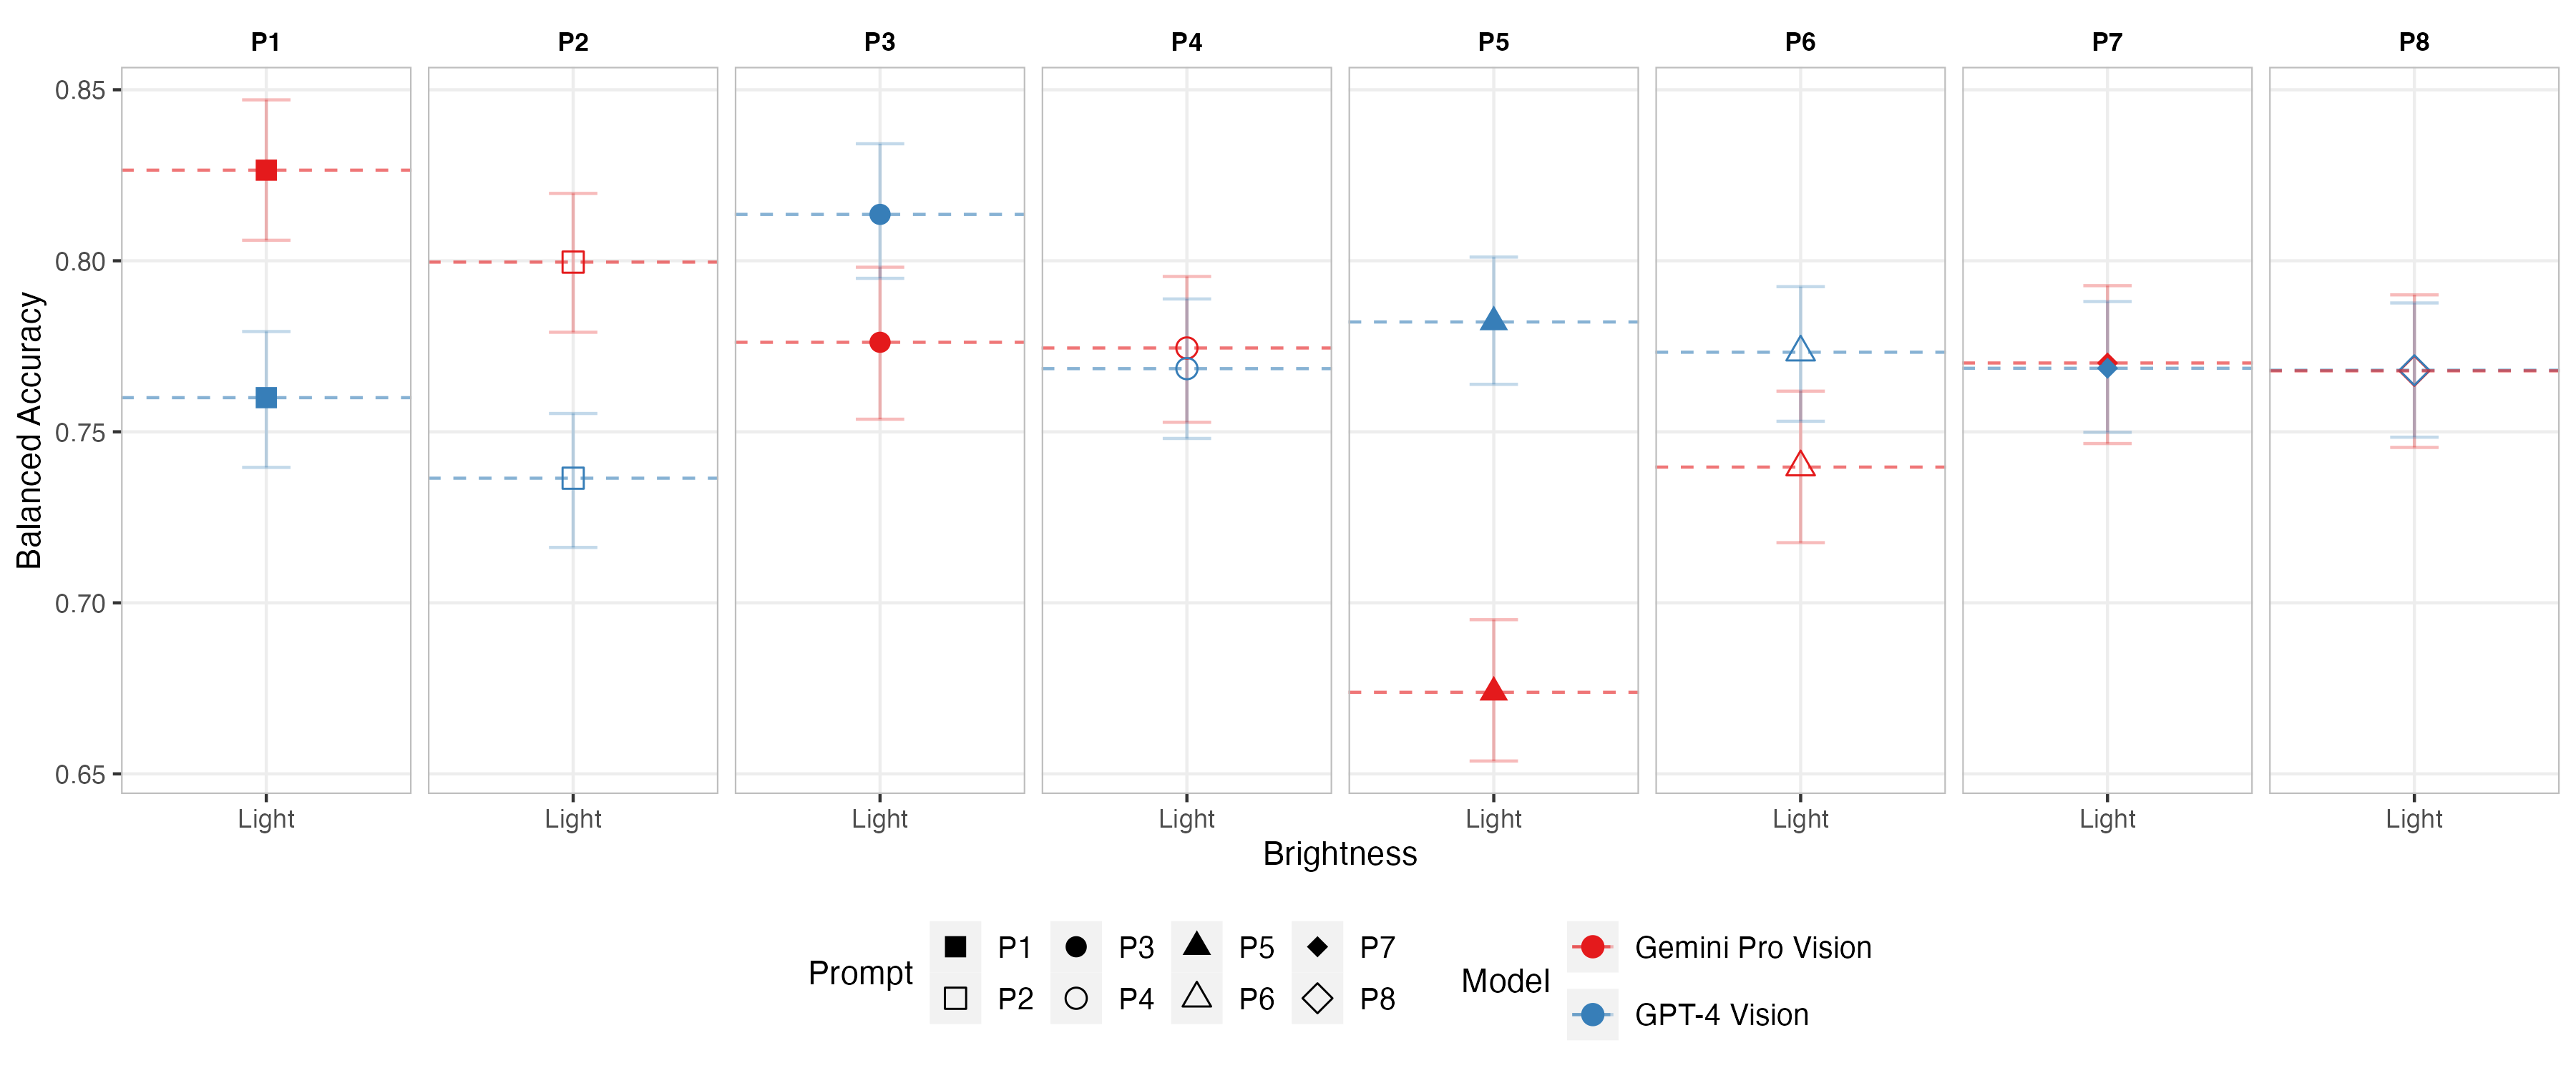 P1 P2 P3 P4 P5 P6 P7 P8
0.85
0.80
0.75
0.70
0.65
Balanced Accuracy
Light Light Light Light Light Light Light Light
Brightness
Prompt
P1 P3 P5 P7
P2 P4 P6 P8
Model
Gemini Pro Vision
GPT-4 Vision